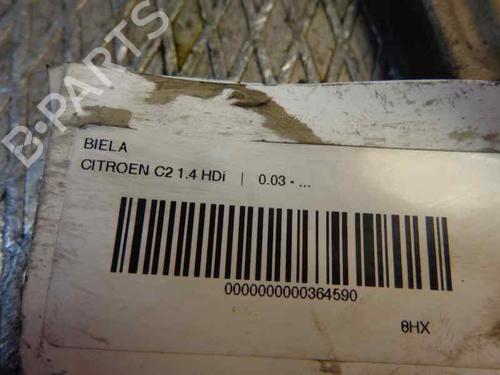 B-PARTS
BIELA
CITROEN C2 1.4 HDi | 0.03 - ...
0000000000364590
8HX